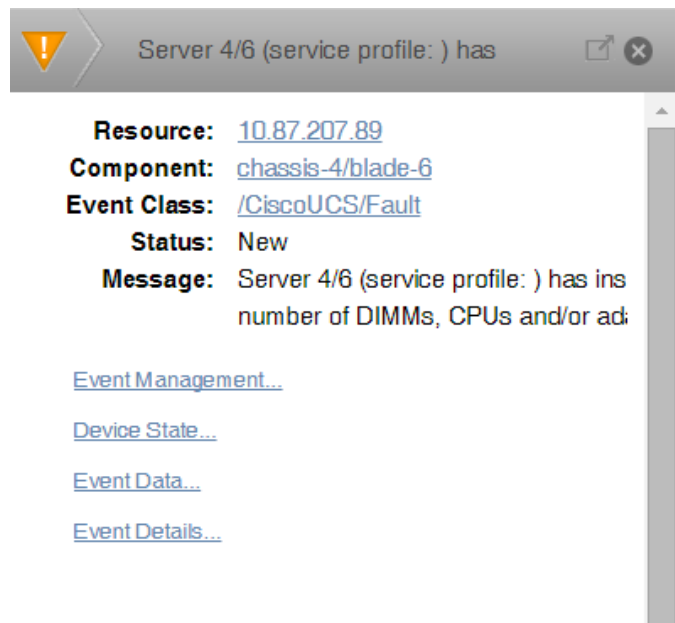 Server 4/6 (service profile: ) has
Resource: 10.87.207.89
Component: chassis-4/blade-6
Event Class: /CiscoUCS/Fault
Status: New
Message: Server 4/6 (service profile: ) has ins
number of DIMMs, CPUs and/or ada
Event Management...
Device State...
Event Data...
Event Details...